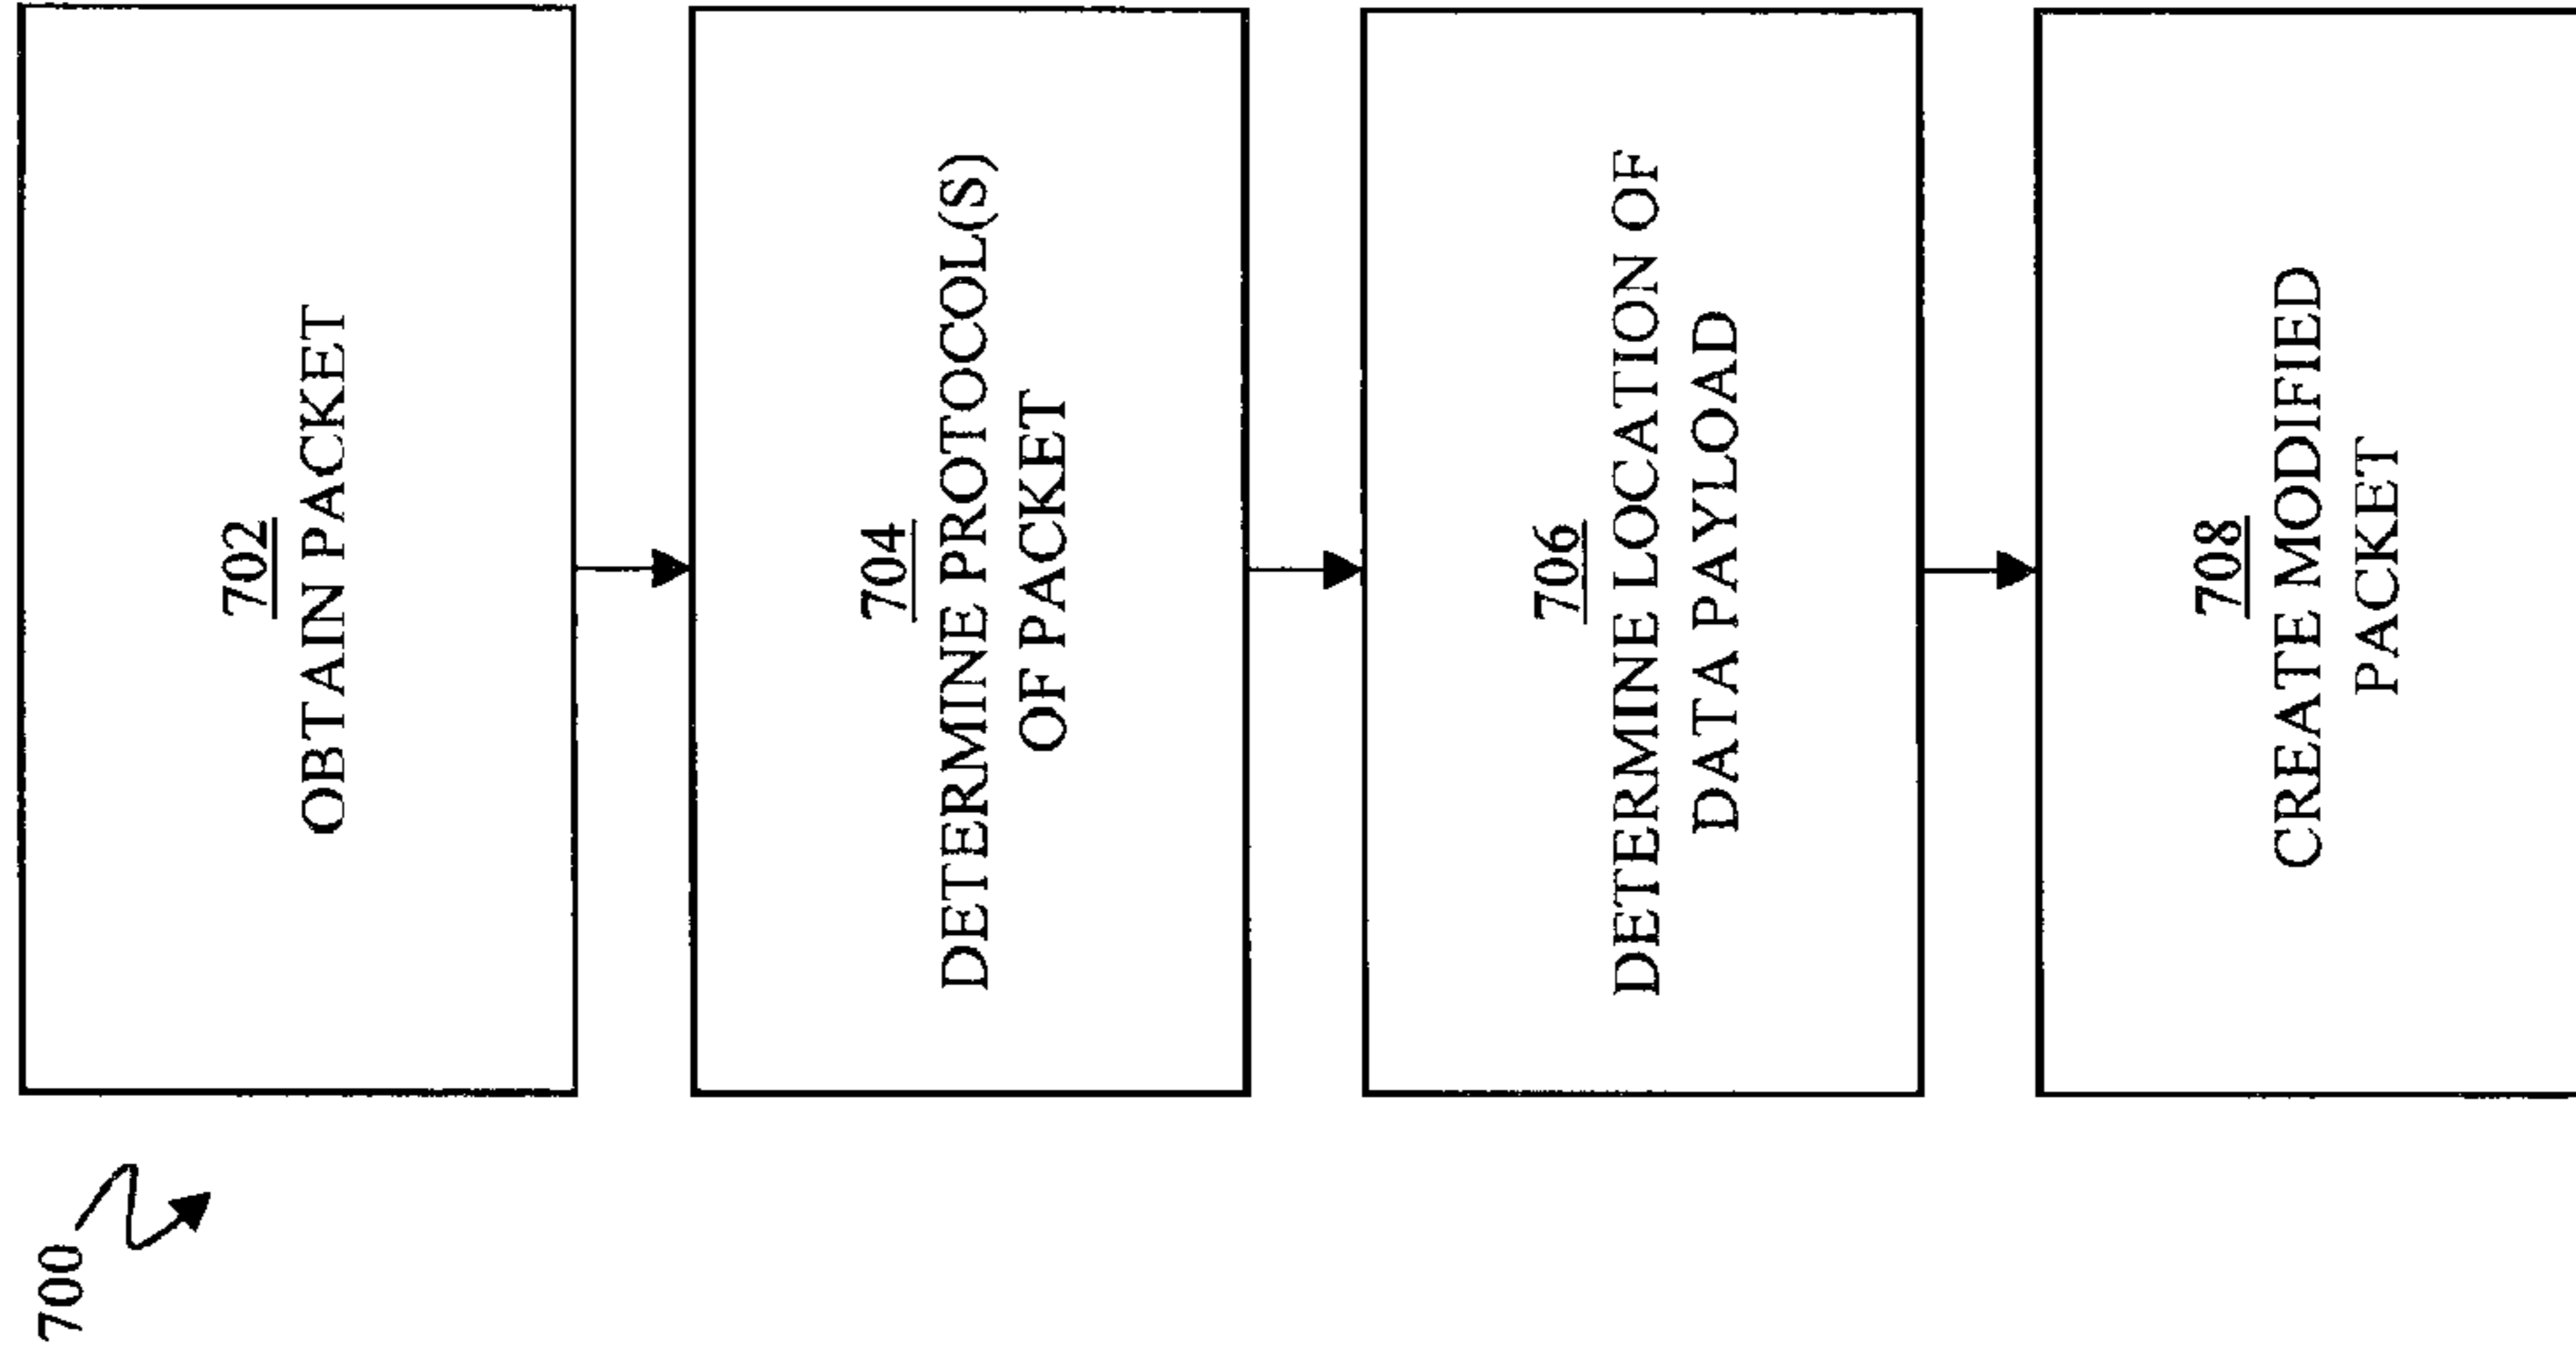 700
702
OBTAIN PACKET
704
DETERMINE PROTOCOL(S)
OF PACKET
706
DETERMINE LOCATION OF
DATA PAYLOAD
708
CREATE MODIFIED
PACKET